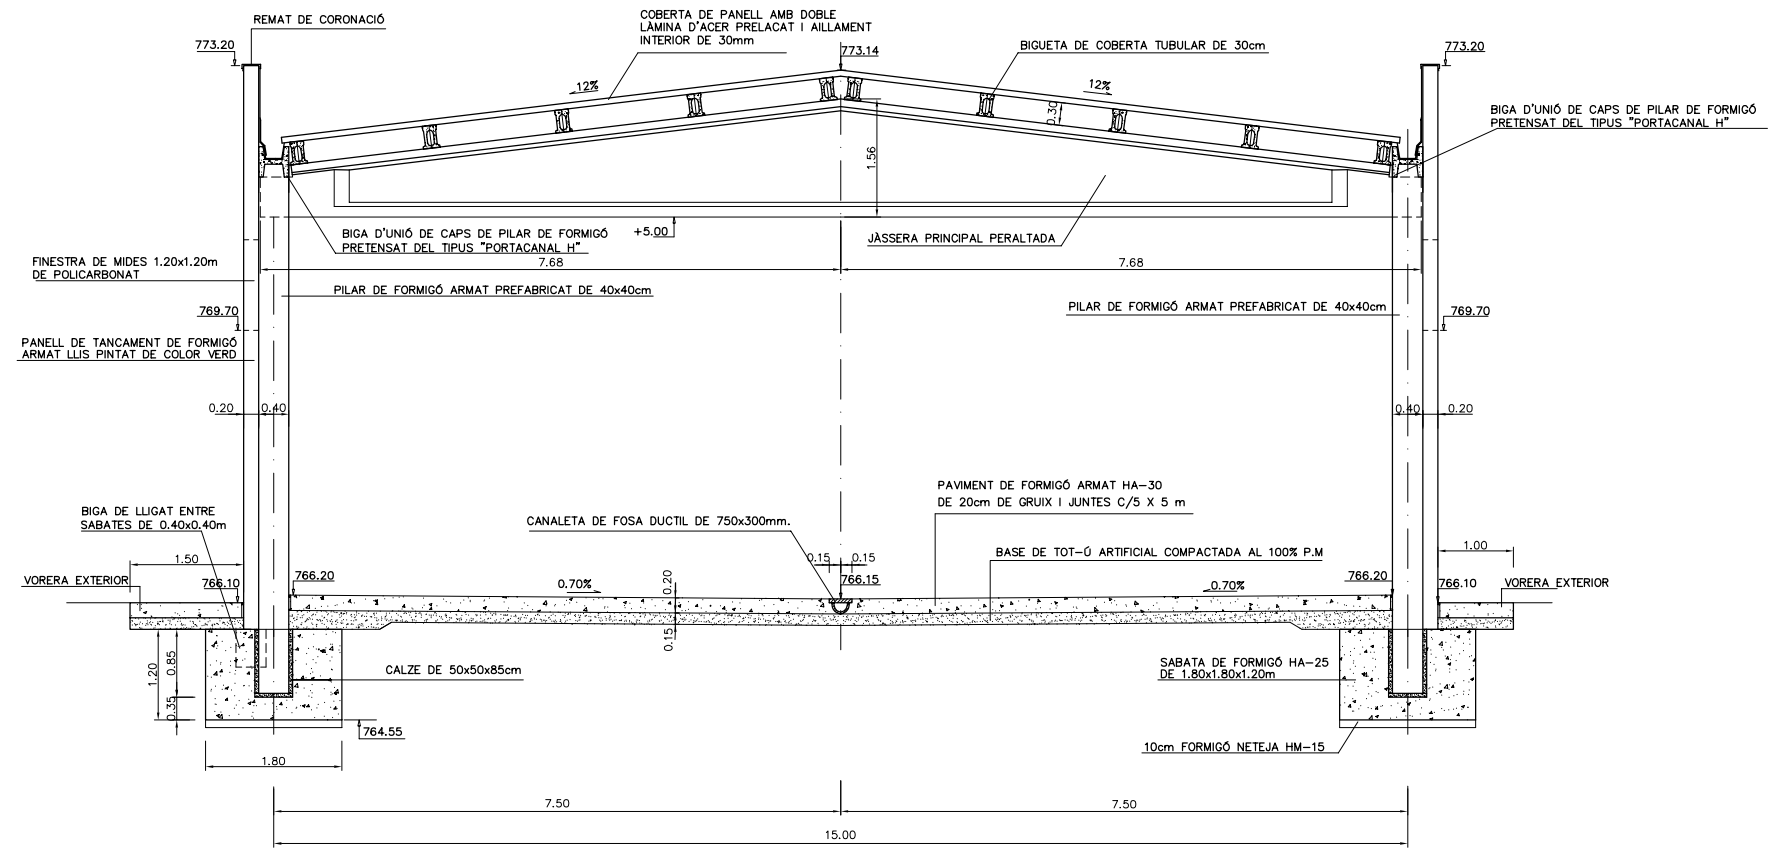 REMAT DE CORONACIÓ
COBERTA DE PANELL AMB DOBLE
LÀMINA D'ACER PRELACAT I AILLAMENT
INTERIOR DE 30mm
773.20
773.14
BIGUETA DE COBERTA TUBULAR DE 30cm
773.20
12%
12%
0.30
BIGA D'UNIÓ DE CAPS DE PILAR DE FORMIGÓ
PRETENSAT DEL TIPUS "PORTACANAL H"
1.56
BIGA D'UNIÓ DE CAPS DE PILAR DE FORMIGÓ
PRETENSAT DEL TIPUS "PORTACANAL H"
+5.00
JÀSSERA PRINCIPAL PERALTADA
FINESTRA DE MIDES 1.20x1.20m
DE POLICARBONAT
7.68
7.68
PILAR DE FORMIGÓ ARMAT PREFABRICAT DE 40x40cm
PILAR DE FORMIGÓ ARMAT PREFABRICAT DE 40x40cm
769.70
769.70
PANELL DE TANCAMENT DE FORMIGÓ
ARMAT LLIS PINTAT DE COLOR VERD
0.20
0.40
0.40
0.20
PAVIMENT DE FORMIGÓ ARMAT HA-30
DE 20cm DE GRUIX I JUNTES C/5 X 5 m
BIGA DE LLIGAT ENTRE
SABATES DE 0.40x0.40m
CANALETA DE FOSA DUCTIL DE 750x300mm.
BASE DE TOT-Ú ARTIFICIAL COMPACTADA AL 100% P.M
1.50
0.15
0.15
1.00
VORERA EXTERIOR
766.10
766.20
0.70%
0.20
766.15
0.70%
766.20
766.10
VORERA EXTERIOR
0.15
1.20
0.85
0.35
CALZE DE 50x50x85cm
SABATA DE FORMIGÓ HA-25
DE 1.80x1.80x1.20m
764.55
10cm FORMIGÓ NETEJA HM-15
1.80
7.50
7.50
15.00